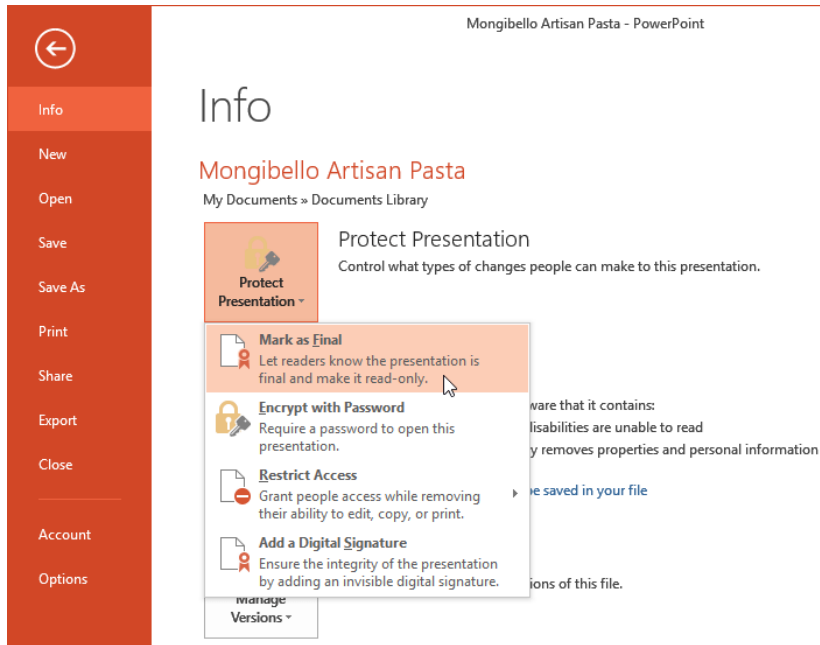 Mongibello Artisan Pasta - PowerPoint
Info
New
Open
Save
Save As
Print
Share
Export
Close
Account
Options
Info
Mongibello Artisan Pasta
My Documents » Documents Library
Protect
Presentation
Protect Presentation
Control what types of changes people can make to this presentation.
Mark as Final
Let readers know the presentation is
final and make it read-only.
Encrypt with Password
Require a password to open this
presentation.
Restrict Access
Grant people access while removing
their ability to edit, copy, or print.
Add a Digital Signature
Ensure the integrity of the presentation
by adding an invisible digital signature.
that it contains:
are unable to read
removes properties and personal information
saved in your file
of this file.
Manage
Versions